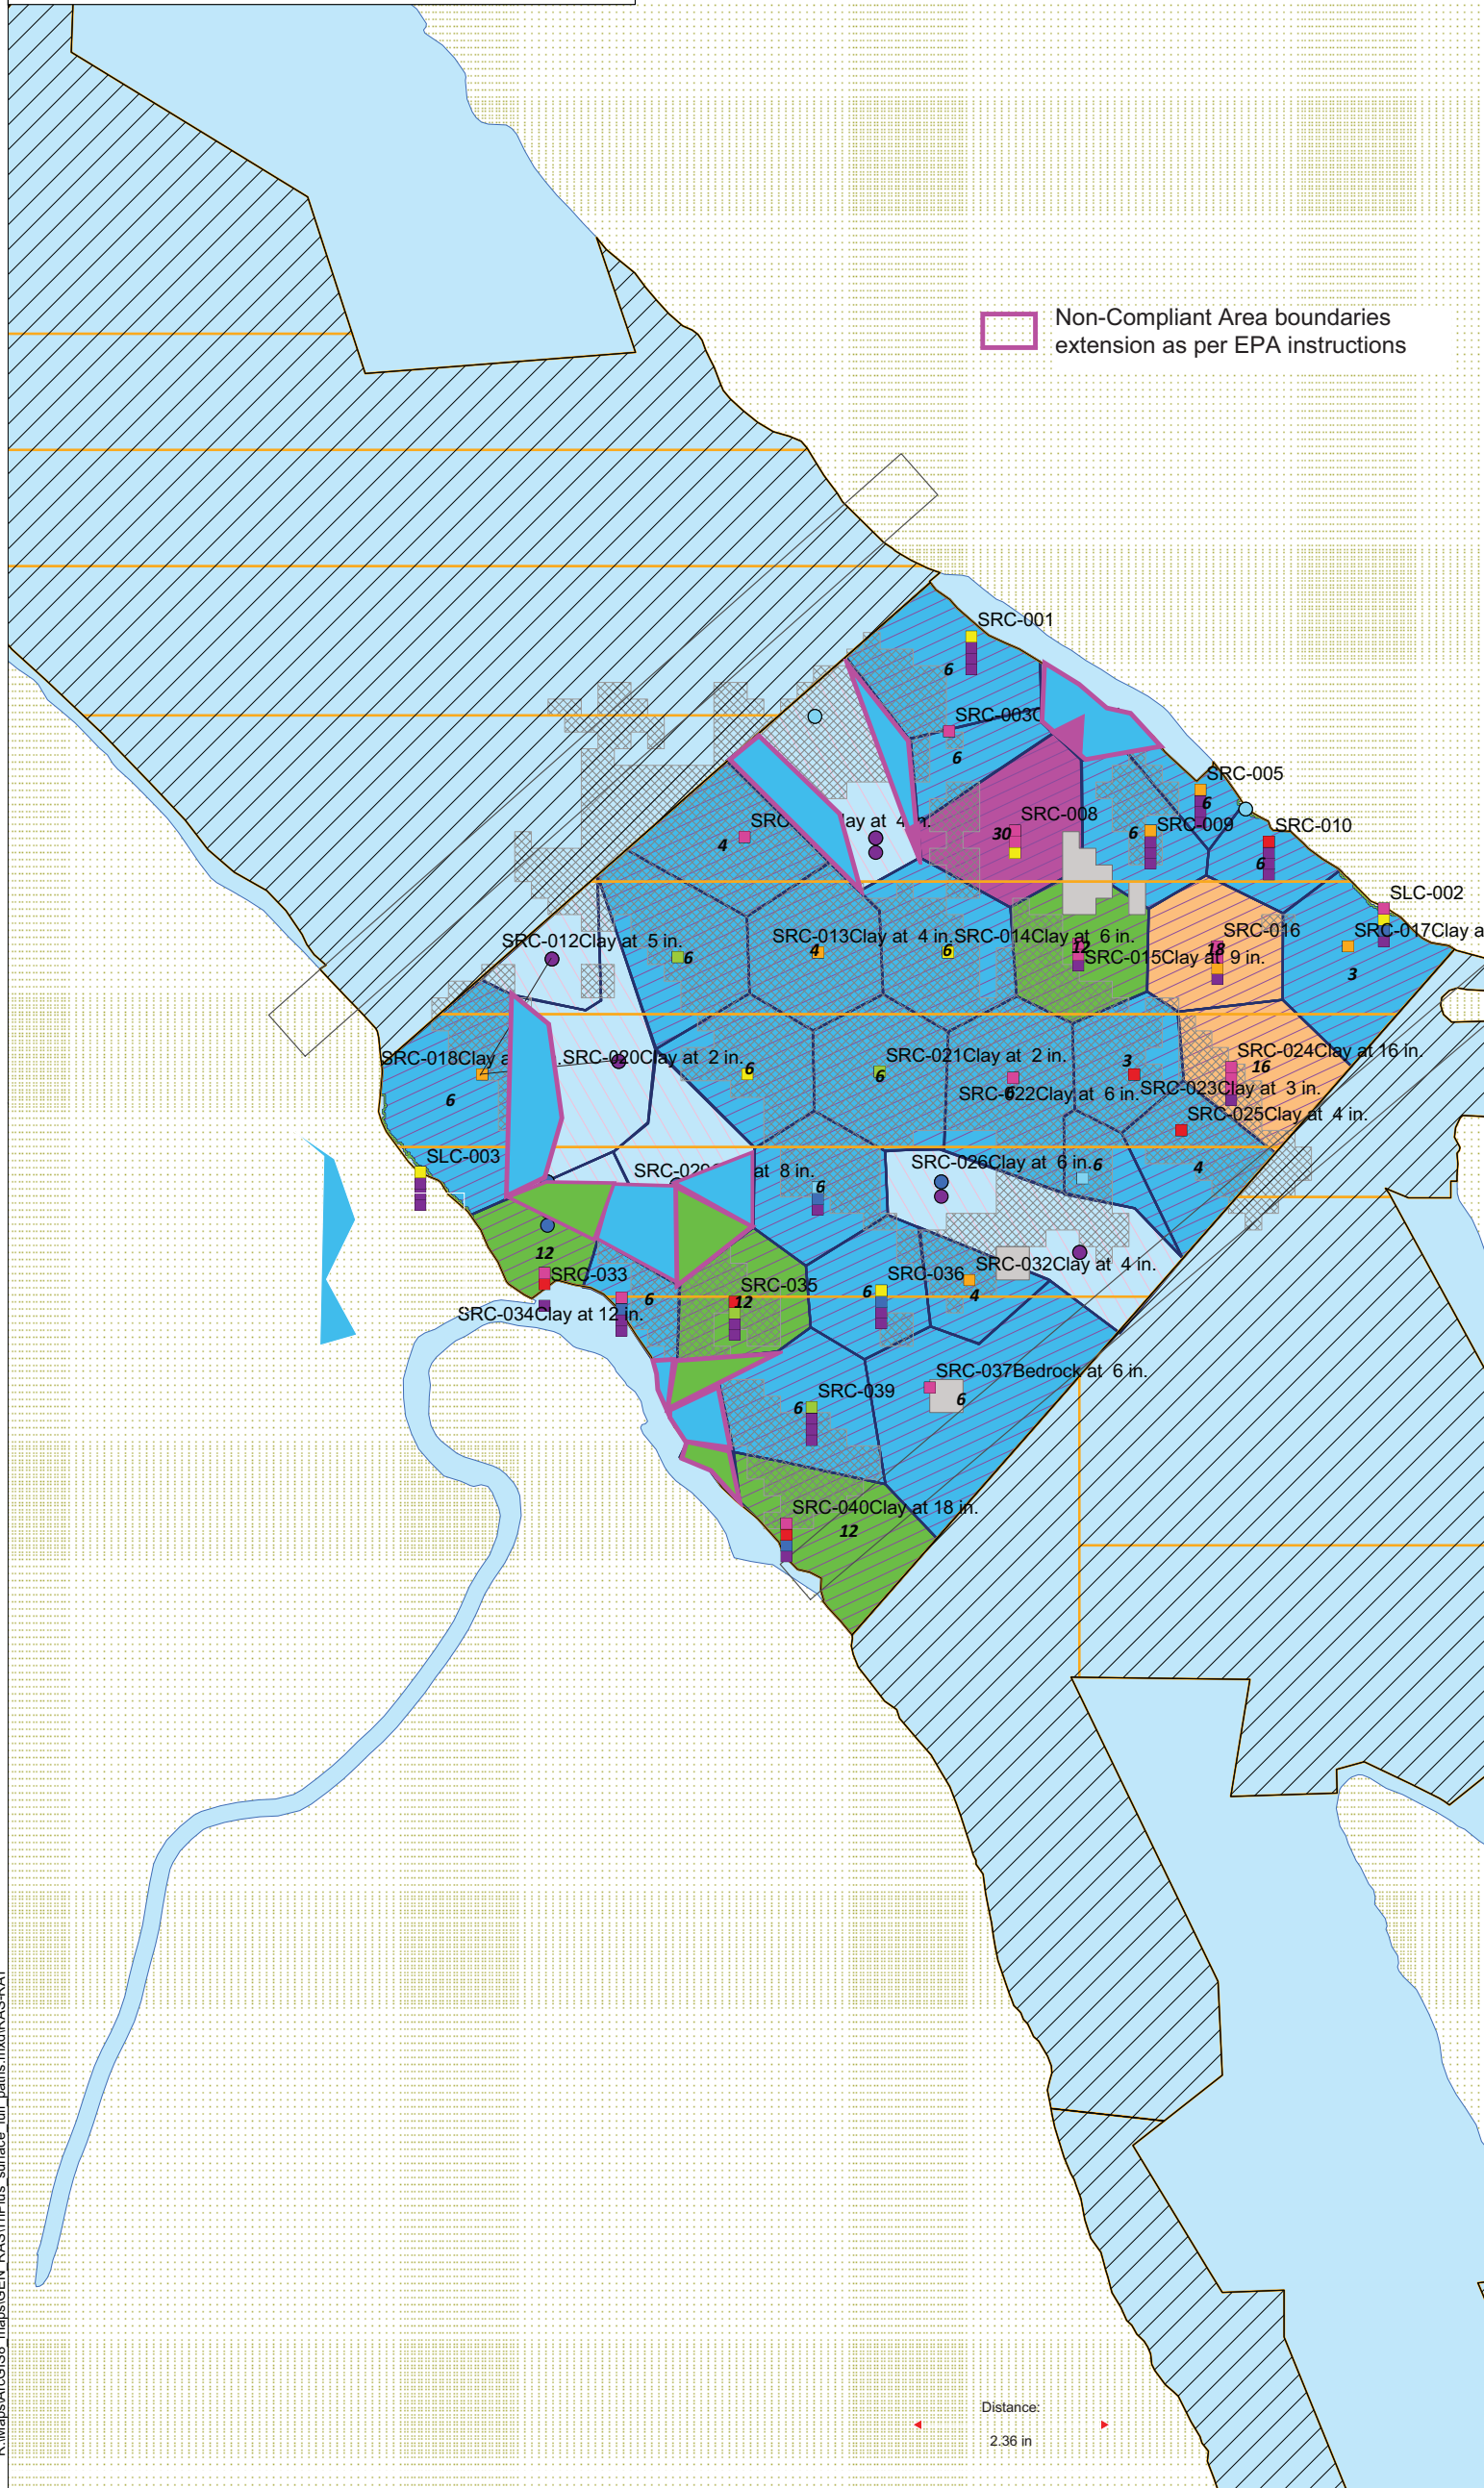 Non-Compliant Area boundaries
extension as per EPA instructions
SRC-001
6
SRC-003C
6
SRC-005
6
SRC-008
30
SRC-009
6
SRC-010
6
4
lay at 4
SLC-002
SRC-012Clay at 5 in.
6
SRC-013Clay at 4 in.
4
SRC-014Clay at 6 in.
6
12
SRC-015Clay at 9 in.
SRC-016
18
SRC-017Clay a
3
SRC-018Clay a
6
SRC-020Clay at 2 in.
6
SRC-021Clay at 2 in.
6
SRC-022Clay at 6 in.
6
3
SRC-023Clay at 3 in.
SRC-024Clay at 16 in.
16
SRC-025Clay at 4 in.
4
SLC-003
SRC-029C at 8 in.
6
SRC-026Clay at 6 in.
6
12
SRC-033
SRC-034Clay at 12 in.
6
SRC-035
12
SRC-036
6
SRC-032Clay at 4 in.
4
SRC-037Bedrock at 6 in.
6
SRC-039
6
SRC-040Clay at 18 in.
12
Distance:
2.36 in